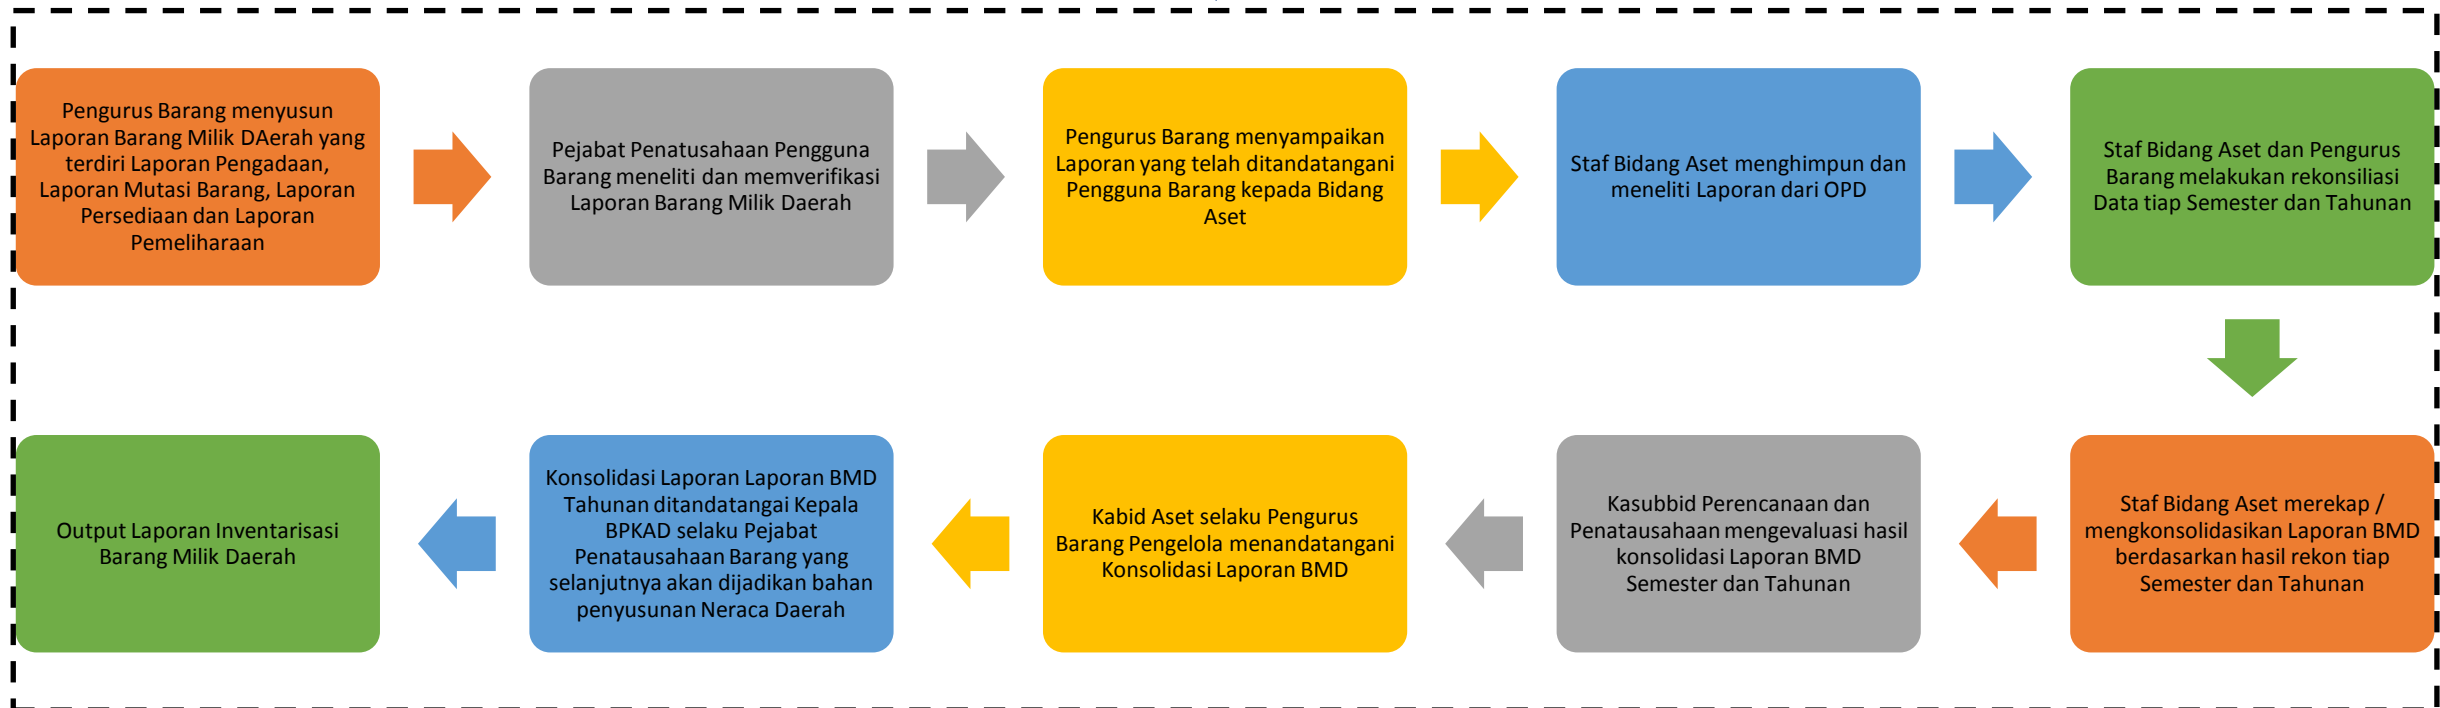 Pengurus Barang menyusun
Laporan Barang Milik DAerah yang
terdiri Laporan Pengadaan,
Laporan Mutasi Barang, Laporan
Persediaan dan Laporan
Pemeliharaan
Pejabat Penatusahaan Pengguna
Barang meneliti dan memverifikasi
Laporan Barang Milik Daerah
Pengurus Barang menyampaikan
Laporan yang telah ditandatangani
Pengguna Barang kepada Bidang
Aset
Staf Bidang Aset menghimpun dan
meneliti Laporan dari OPD
Staf Bidang Aset dan Pengurus
Barang melakukan rekonsiliasi
Data tiap Semester dan Tahunan
Staf Bidang Aset merekap /
mengkonsolidasikan Laporan BMD
berdasarkan hasil rekon tiap
Semester dan Tahunan
Kasubbid Perencanaan dan
Penatausahaan mengevaluasi hasil
konsolidasi Laporan BMD
Semester dan Tahunan
Kabid Aset selaku Pengurus
Barang Pengelola menandatangani
Konsolidasi Laporan BMD
Konsolidasi Laporan Laporan BMD
Tahunan ditandatangai Kepala
BPKAD selaku Pejabat
Penatausahaan Barang yang
selanjutnya akan dijadikan bahan
penyusunan Neraca Daerah
Output Laporan Inventarisasi
Barang Milik Daerah